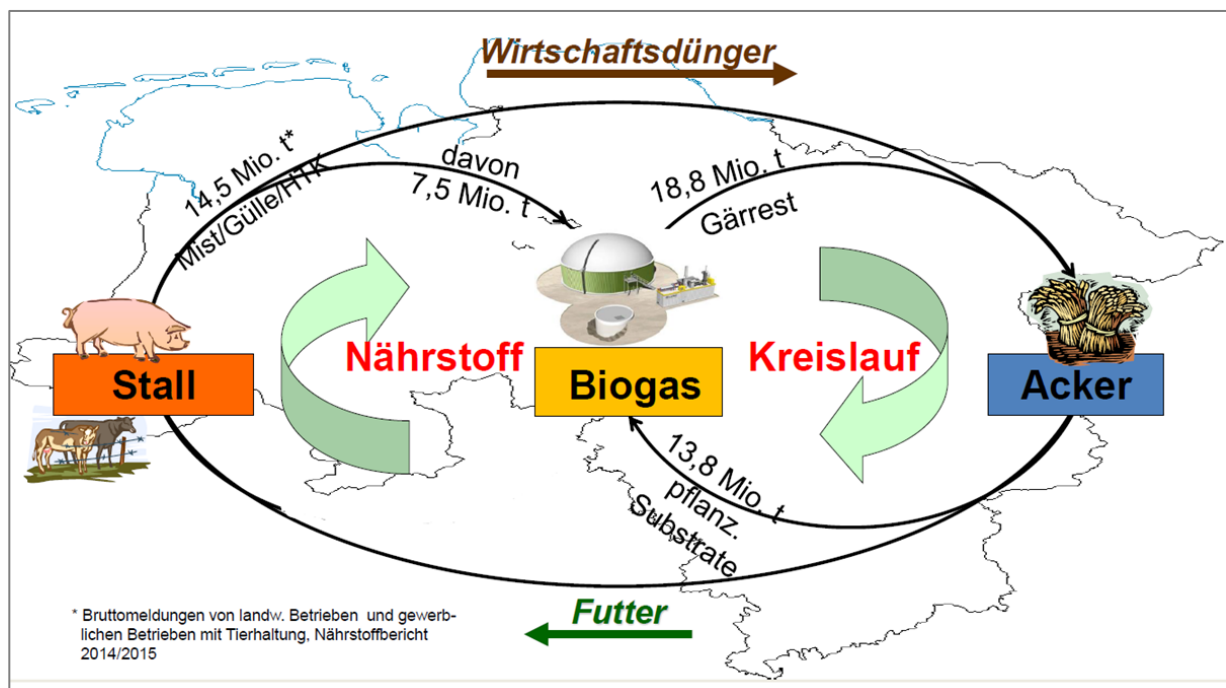 Wirtschaftsdünger
14,5 Mio. t*
Mist/Gülle/HTK
davon
7,5 Mio. t
18,8 Mio. t
Gärrest
Nährstoff
Kreislauf
Stall
Biogas
Acker
13,8 Mio. t
pflanz.
Substrate
Futter
* Bruttomeldungen von landw. Betrieben und gewerb-
lichen Betrieben mit Tierhaltung, Nährstoffbericht
2014/2015